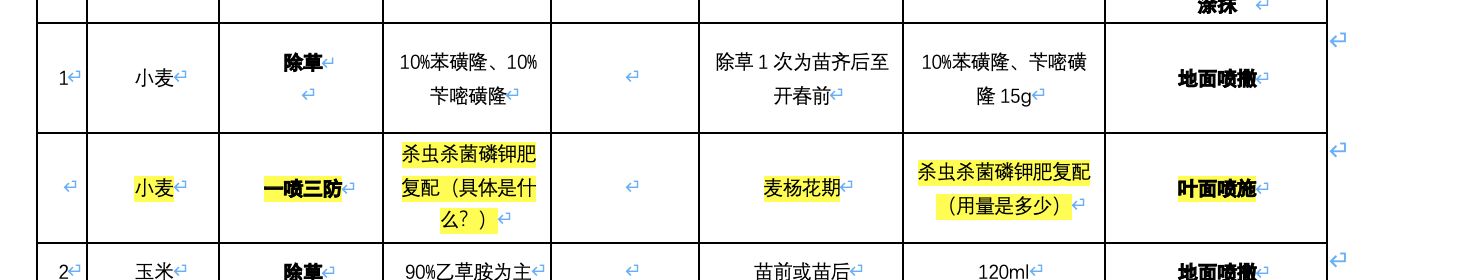 涂抹
1
小麦
除草
10%苯磺隆、10%
苄嘧磺隆
除草 1 次为苗齐后至
开春前
10%苯磺隆、苄嘧磺
隆 15g
地面喷撒
小麦
一喷三防
杀虫杀菌磷钾肥
复配（具体是什
么？）
麦杨花期
杀虫杀菌磷钾肥复配
（用量是多少）
叶面喷施
2
玉米
除草
90%乙草胺为主
苗前或苗后
120ml
地面喷撒